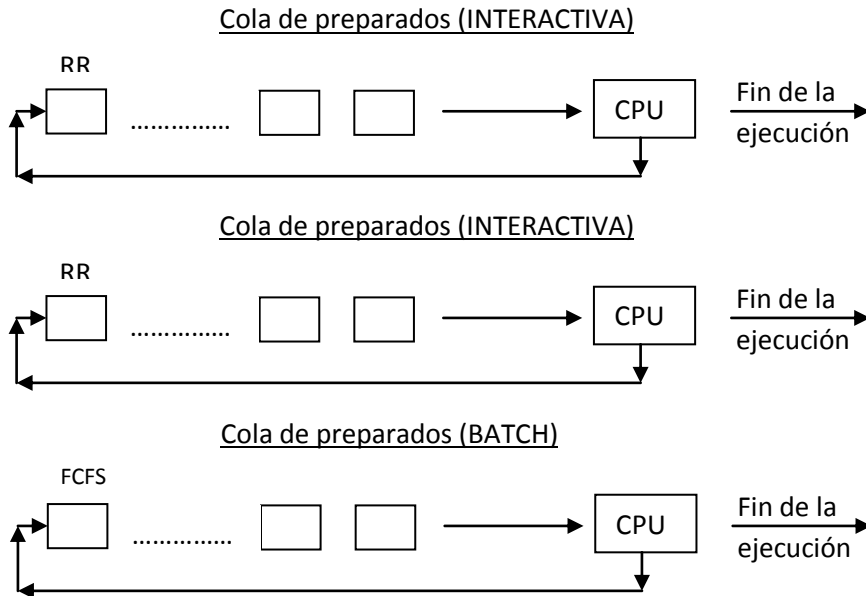 Cola de preparados (INTERACTIVA)
RR
...............
CPU
Fin de la
ejecución
Cola de preparados (INTERACTIVA)
RR
...............
CPU
Fin de la
ejecución
Cola de preparados (BATCH)
FCFS
...............
CPU
Fin de la
ejecución